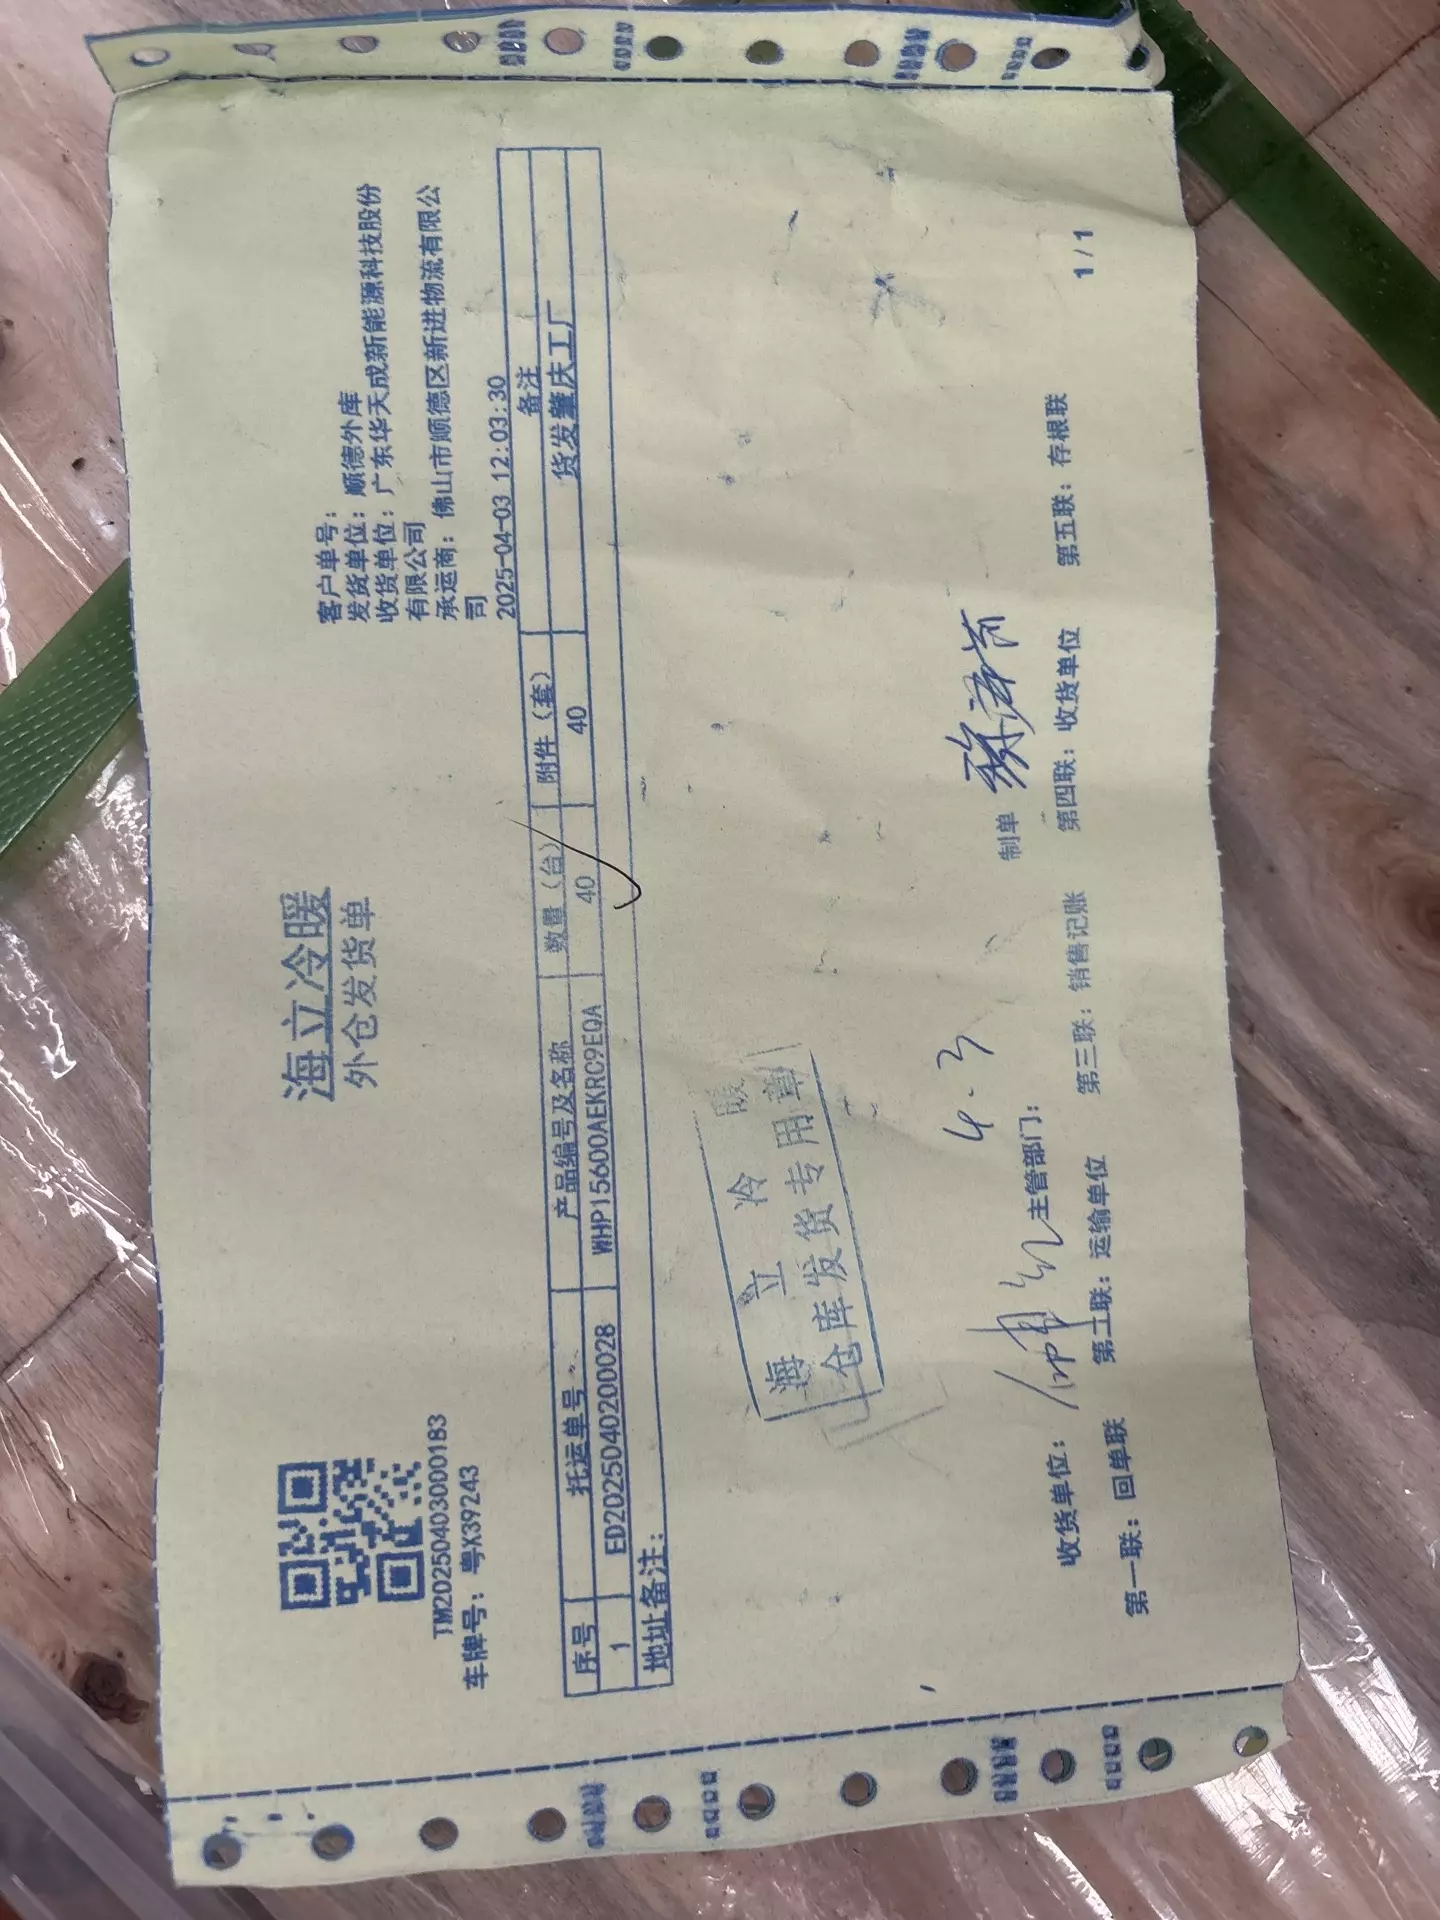 海立冷暖
外仓发货单
TM20250403000183
车牌号：粤X39243
客户单号：
发货单位：顺德外库
收货单位：广东华天成新能源科技股份
有限公司
承运商：佛山市顺德区新进物流有限公
司
2025-04-03 12:03:30
序号 托运单号 产品编号及名称 数量（台） 附件（套） 备注
1 ED20250402000028 WHP15600AEKRC9EQA 40 40 货发肇庆工厂
地址备注：
海立冷暖
仓库发货专用章
4.3
收货单位： 主管部门： 制单
第一联：回单联 第二联：运输单位 第三联：销售记账 第四联：收货单位 第五联：存根联
1/1